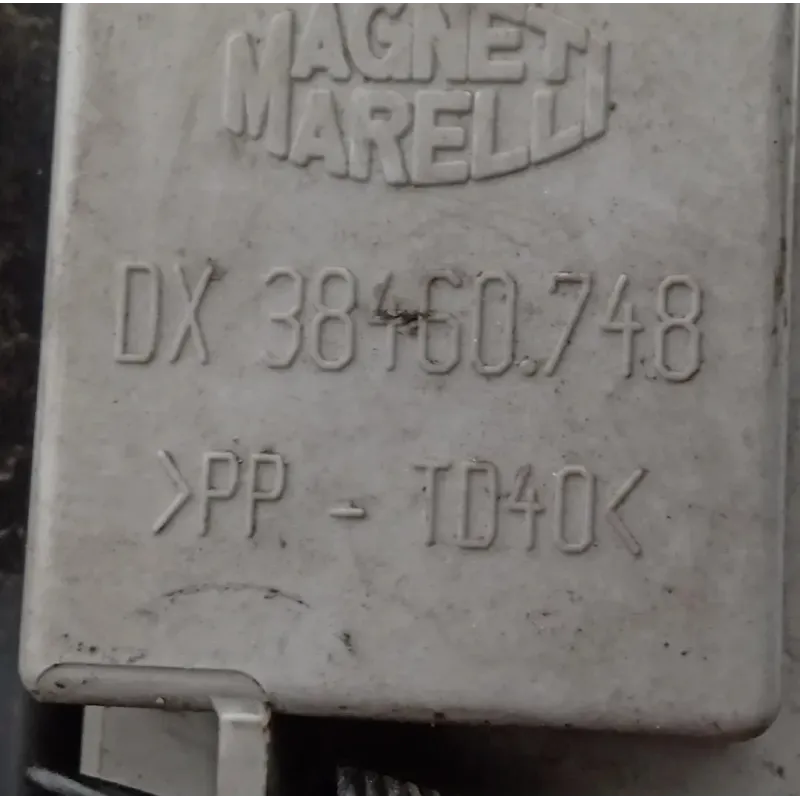 MAGNETI
MARELLI
DX 38460.748
>PP - TD40<